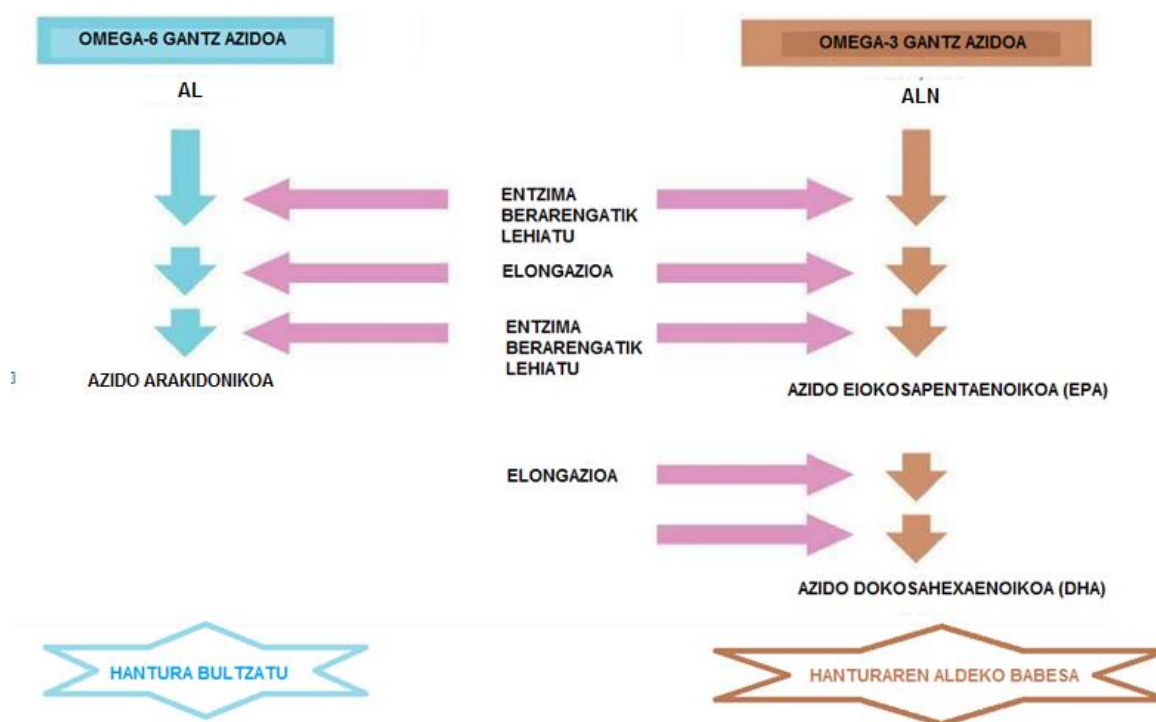 OMEGA-6 GANTZ AZIDOA
OMEGA-3 GANTZ AZIDOA
AL
ALN
ENTZIMA
BERARENGATIK
LEHIATU
ELONGAZIOA
ENTZIMA
BERARENGATIK
LEHIATU
AZIDO ARAKIDONIKOA
AZIDO EIOKOSAPENTAENOIKOA (EPA)
ELONGAZIOA
AZIDO DOKOSAHEXAENOIKOA (DHA)
HANTURA BULTZATU
HANTURAREN ALDEKO BABESA